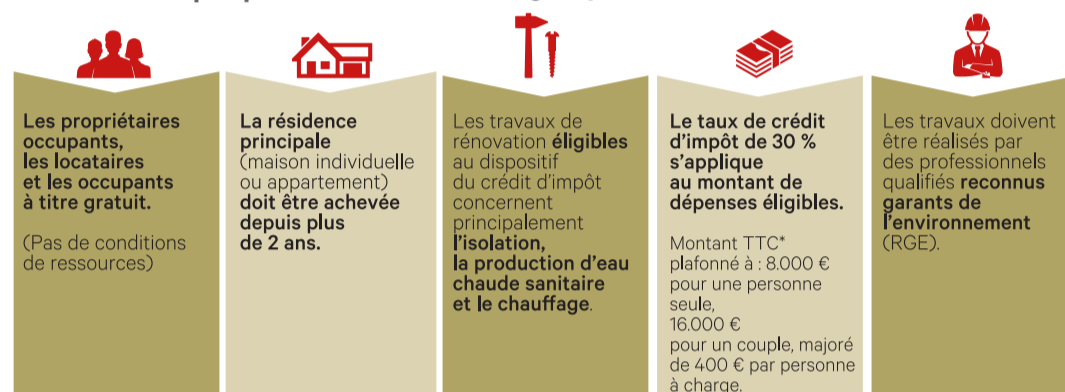 Les propriétaires
occupants,
les locataires
et les occupants
à titre gratuit.
(Pas de conditions
de ressources)
La résidence
principale
(maison individuelle
ou appartement)
doit être achevée
depuis plus
de 2 ans.
Les travaux de
rénovation éligibles
au dispositif
du crédit d'impôt
concernent
principalement
l'isolation,
la production d'eau
chaude sanitaire
et le chauffage.
Le taux de crédit
d'impôt de 30 %
s'applique
au montant de
dépenses éligibles.
Montant TTC*
plafonné à : 8.000 €
pour une personne
seule,
16.000 €
pour un couple, majoré
de 400 € par personne
à charge.
Les travaux doivent
être réalisés par
des professionnels
qualifiés reconnus
garants de
l'environnement
(RGE).